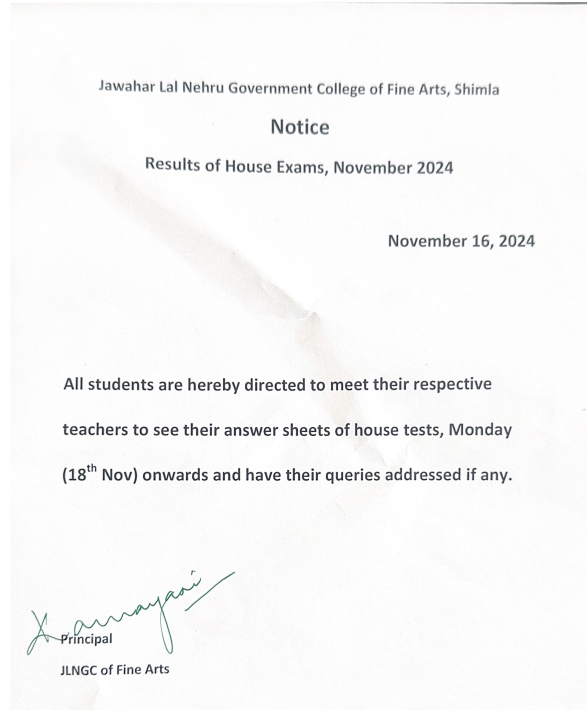 Jawahar Lal Nehru Government College of Fine Arts, Shimla
Notice
Results of House Exams, November 2024
November 16, 2024
All students are hereby directed to meet their respective
teachers to see their answer sheets of house tests, Monday
(18th Nov) onwards and have their queries addressed if any.
Principal
JLNGC of Fine Arts